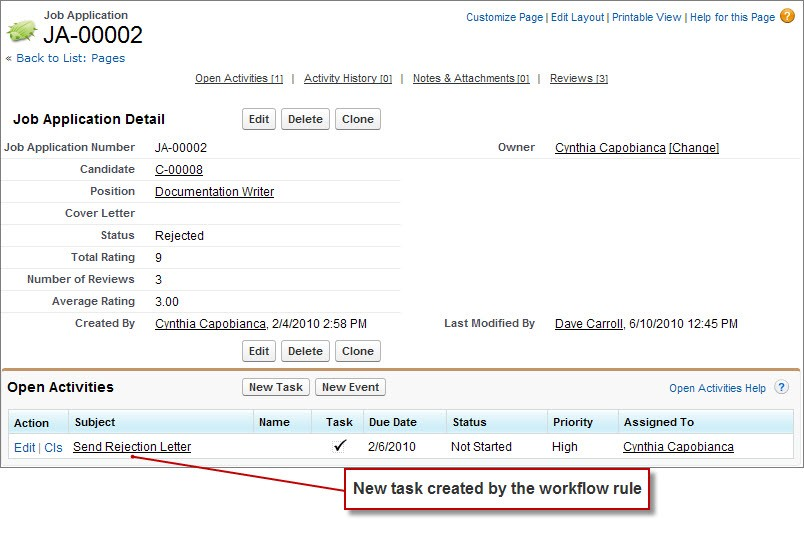 Job Application
JA-00002
Customize Page | Edit Layout | Printable View | Help for this Page ?
« Back to List: Pages
Open Activities [1] | Activity History [0] | Notes & Attachments [0] | Reviews [3]
Job Application Detail Edit Delete Clone
Job Application Number JA-00002 Owner Cynthia Capobianca [Change]
Candidate C-00008
Position Documentation Writer
Cover Letter
Status Rejected
Total Rating 9
Number of Reviews 3
Average Rating 3.00
Created By Cynthia Capobianca, 2/4/2010 2:58 PM Last Modified By Dave Carroll, 6/10/2010 12:45 PM
Edit Delete Clone
Open Activities New Task New Event Open Activities Help ?
Action Subject Name Task Due Date Status Priority Assigned To
Edit | Cls Send Rejection Letter ✓ 2/6/2010 Not Started High Cynthia Capobianca
New task created by the workflow rule